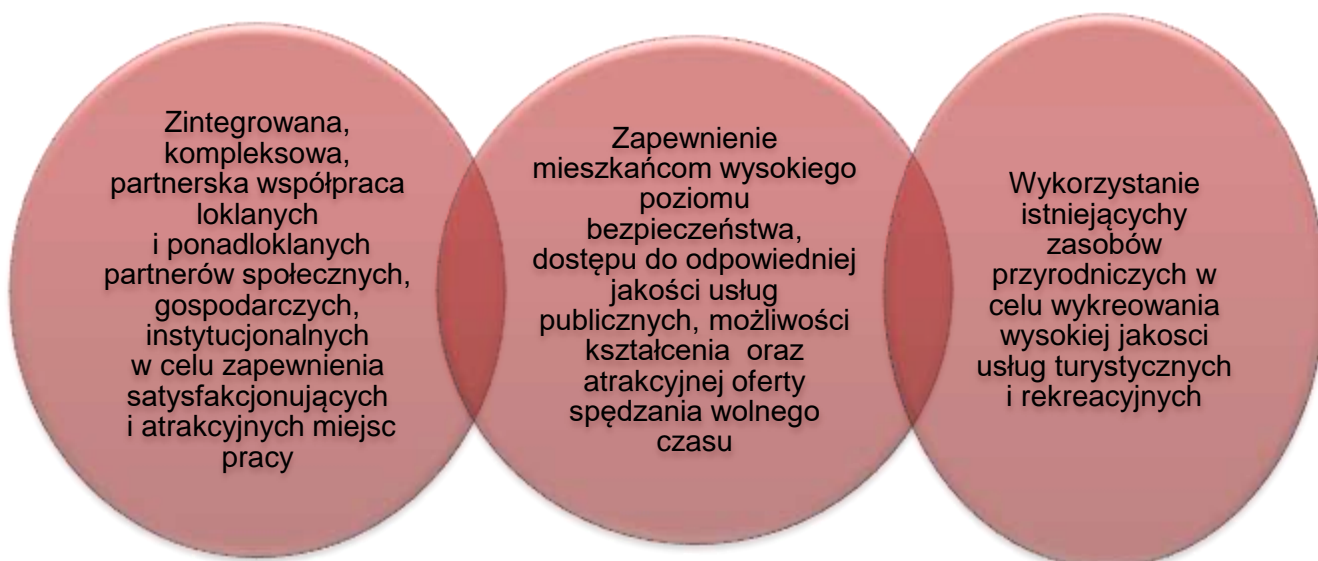 Zintegrowana,
kompleksowa,
partnerska współpraca
loklanych
i ponadloklanych
partnerów społecznych,
gospodarczych,
instytucjonalnych
w celu zapewnienia
satysfakcjonujących
i atrakcyjnych miejsc
pracy
Zapewnienie
mieszkańcom wysokiego
poziomu
bezpieczeństwa,
dostępu do odpowiedniej
jakości usług
publicznych, możliwości
kształcenia oraz
atrakcyjnej oferty
spędzania wolnego
czasu
Wykorzystanie
istniejącychy
zasobów
przyrodniczych w
celu wykreowania
wysokiej jakosci
usług turystycznych
i rekreacyjnych